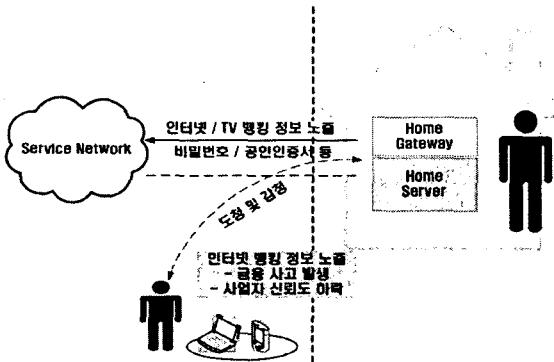 인터넷 / TV 뱅킹 정보 노출
비밀번호 / 공인인증서 등
Service Network
Home
Gateway
Home
Server
도청 및 감청
인터넷 뱅킹 정보 노출
- 금융 사고 발생
- 사업자 신뢰도 하락